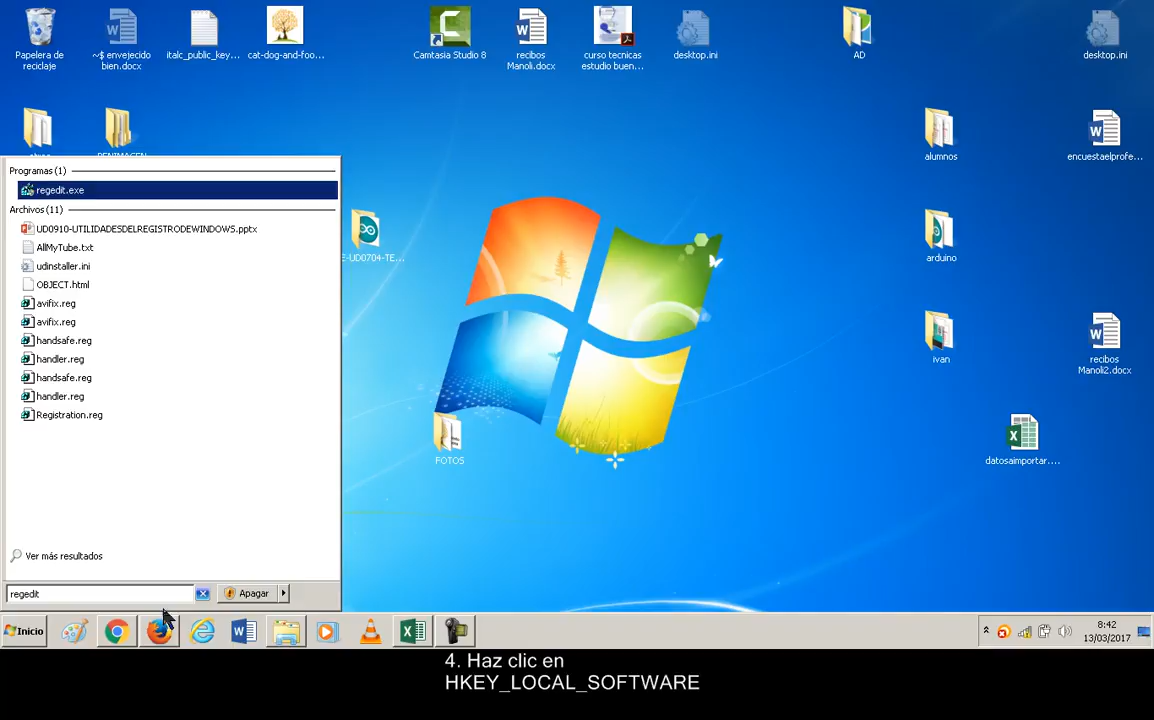 Papelera de reciclaje
~$ envejecido bien.docx
italc_public_key...
cat-dog-and-foo...
Camtasia Studio 8
recibos Manoli.docx
curso tecnicas estudio buen...
desktop.ini
AD
desktop.ini
alumnos
encuestaelprofe...
Programas (1)
regedit.exe
Archivos (11)
UD0910-UTILIDADESDELREGISTRODEWINDOWS.pptx
AllMyTube.txt
udinstaller.ini
OBJECT.html
avifix.reg
avifix.reg
handsafe.reg
handler.reg
handsafe.reg
handler.reg
Registration.reg
E-UD0704-TE...
arduino
ivan
recibos Manoli2.docx
FOTOS
datosaimportar....
Ver más resultados
regedit
Apagar
Inicio
8:42
13/03/2017
4. Haz clic en
HKEY_LOCAL_SOFTWARE